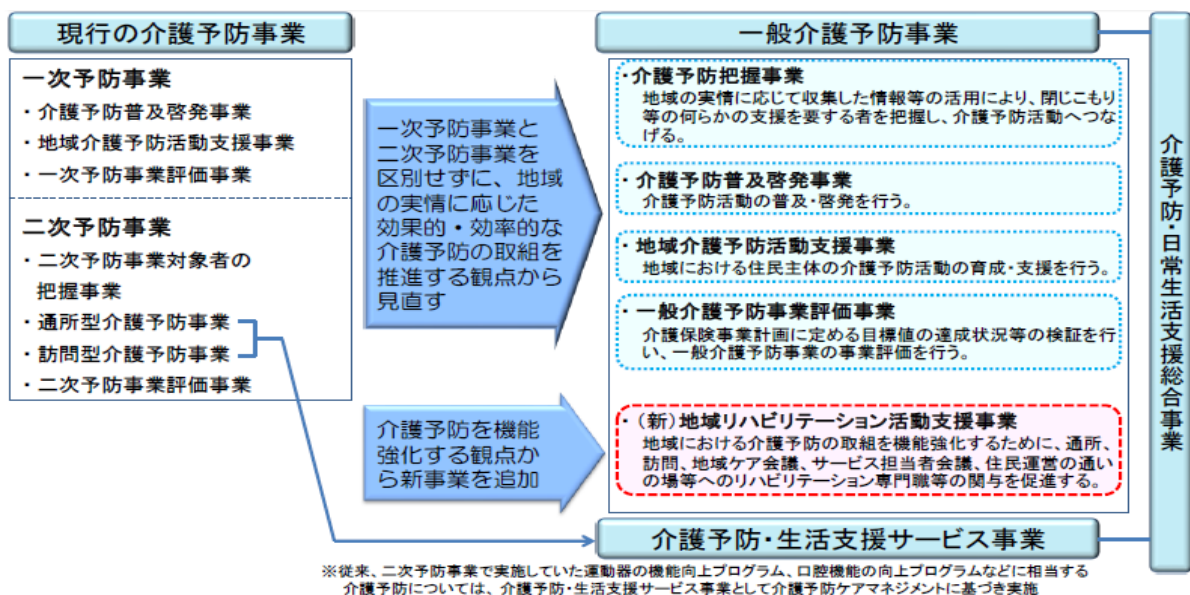 現行の介護予防事業
一次予防事業
・介護予防普及啓発事業
・地域介護予防活動支援事業
・一次予防事業評価事業
二次予防事業
・二次予防事業対象者の
把握事業
・通所型介護予防事業
・訪問型介護予防事業
・二次予防事業評価事業
一次予防事業と
二次予防事業を
区別せずに、地域
の実情に応じた
効果的・効率的な
介護予防の取組を
推進する観点から
見直す
介護予防を機能
強化する観点か
ら新事業を追加
一般介護予防事業
・介護予防把握事業
地域の実情に応じて収集した情報等の活用により、閉じこもり
等の何らかの支援を要する者を把握し、介護予防活動へつな
げる。
・介護予防普及啓発事業
介護予防活動の普及・啓発を行う。
・地域介護予防活動支援事業
地域における住民主体の介護予防活動の育成・支援を行う。
・一般介護予防事業評価事業
介護保険事業計画に定める目標値の達成状況等の検証を行
い、一般介護予防事業の事業評価を行う。
・（新）地域リハビリテーション活動支援事業
地域における介護予防の取組を機能強化するために、通所、
訪問、地域ケア会議、サービス担当者会議、住民運営の通い
の場等へのリハビリテーション専門職等の関与を促進する。
介護予防・生活支援サービス事業
介護予防・日常生活支援総合事業
※従来、二次予防事業で実施していた運動器の機能向上プログラム、口腔機能の向上プログラムなどに相当する
介護予防については、介護予防・生活支援サービス事業として介護予防ケアマネジメントに基づき実施